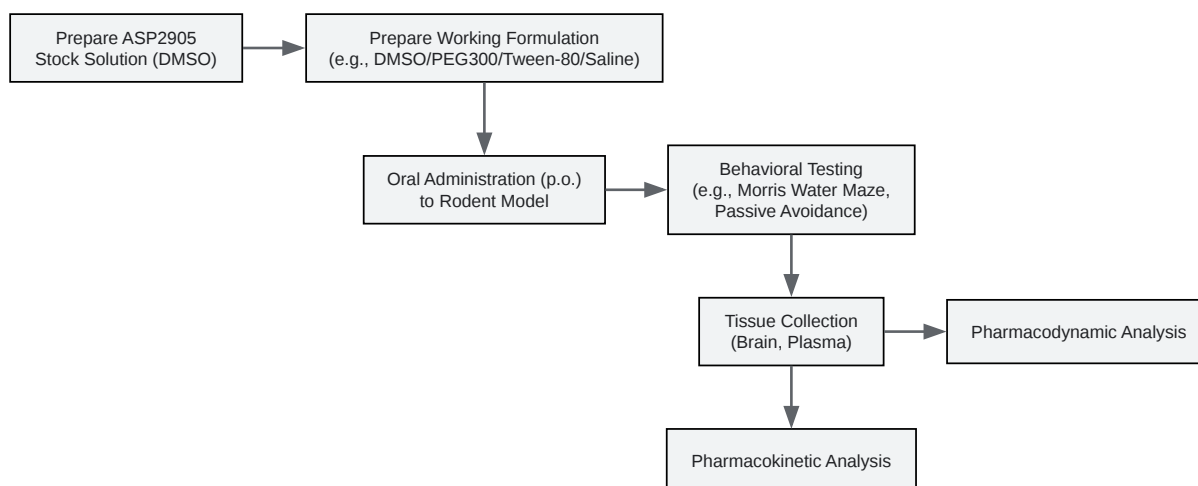 Prepare ASP2905
Stock Solution (DMSO)
Prepare Working Formulation
(e.g., DMSO/PEG300/Tween-80/Saline)
Oral Administration (p.o.)
to Rodent Model
Behavioral Testing
(e.g., Morris Water Maze,
Passive Avoidance)
Tissue Collection
(Brain, Plasma)
Pharmacodynamic Analysis
Pharmacokinetic Analysis